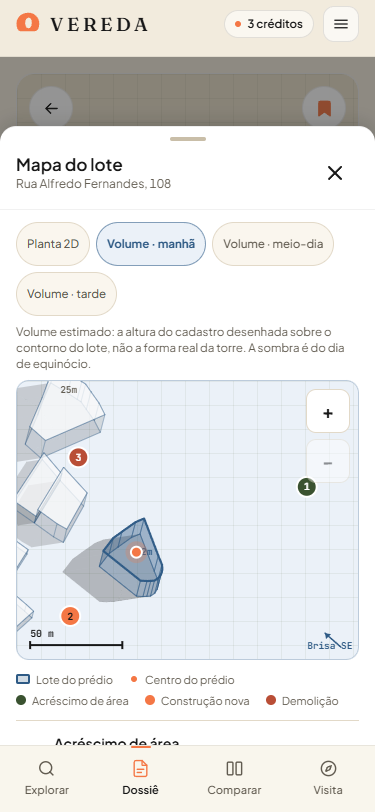 VEREDA
3 créditos
Mapa do lote
Rua Alfredo Fernandes, 108
Planta 2D
Volume · manhã
Volume · meio-dia
Volume · tarde
Volume estimado: a altura do cadastro desenhada sobre o
contorno do lote, não a forma real da torre. A sombra é do dia
de equinócio.
25m
+
3
−
1
2
50 m
Brisa SE
Lote do prédio
Centro do prédio
Acréscimo de área
Construção nova
Demolição
Acréscimo de área
Explorar
Dossiê
Comparar
Visita